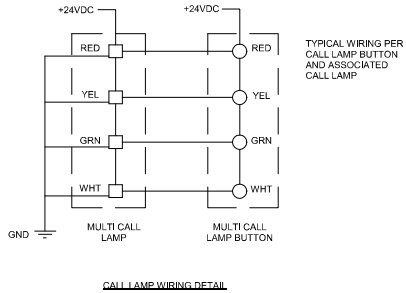 +24VDC
+24VDC
RED
RED
TYPICAL WIRING PER
CALL LAMP BUTTON
AND ASSOCIATED
CALL LAMP
YEL
YEL
GRN
GRN
WHT
WHT
GND
MULTI CALL
LAMP
MULTI CALL
LAMP BUTTON
CALL LAMP WIRING DETAIL